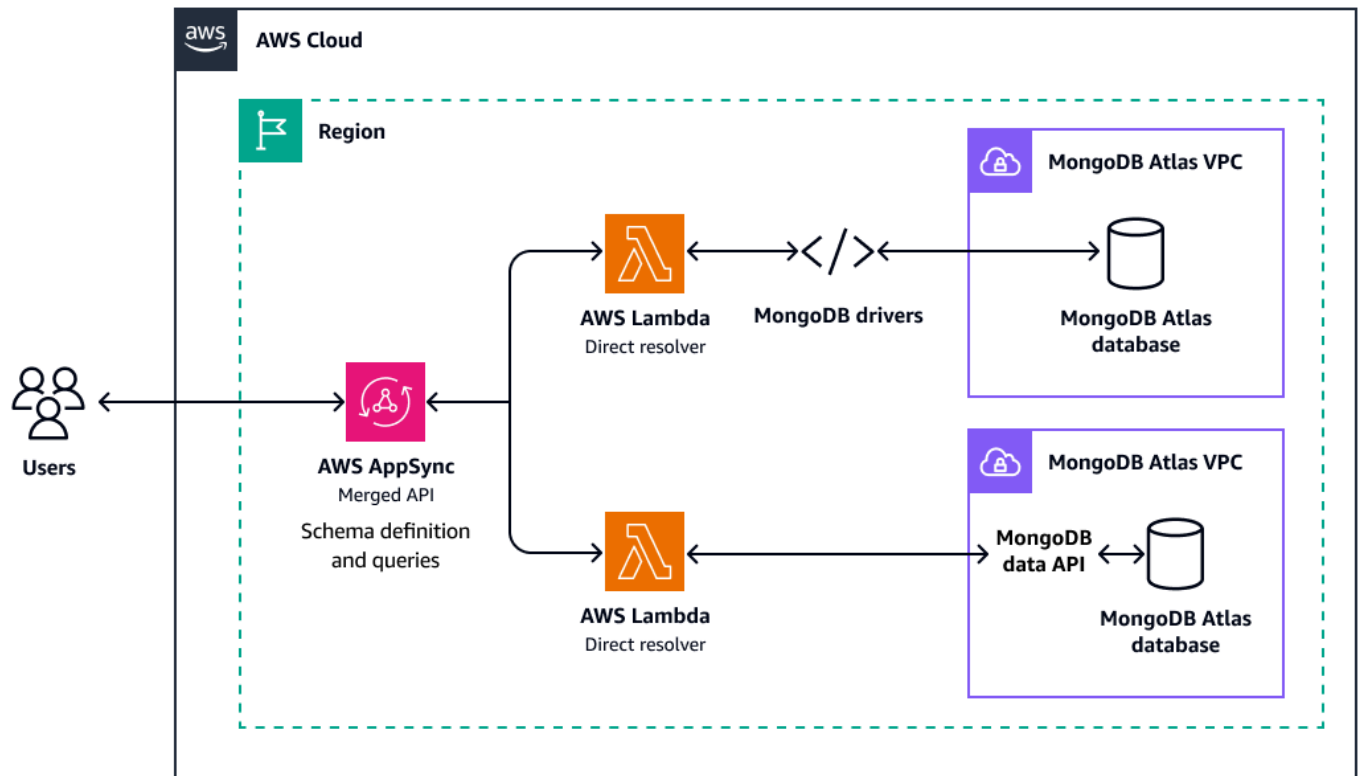 aws
AWS Cloud
Region
MongoDB Atlas VPC
AWS Lambda
Direct resolver
</>
MongoDB drivers
MongoDB Atlas
database
Users
AWS AppSync
Merged API
Schema definition
and queries
MongoDB Atlas VPC
MongoDB
data API
MongoDB Atlas
database
AWS Lambda
Direct resolver